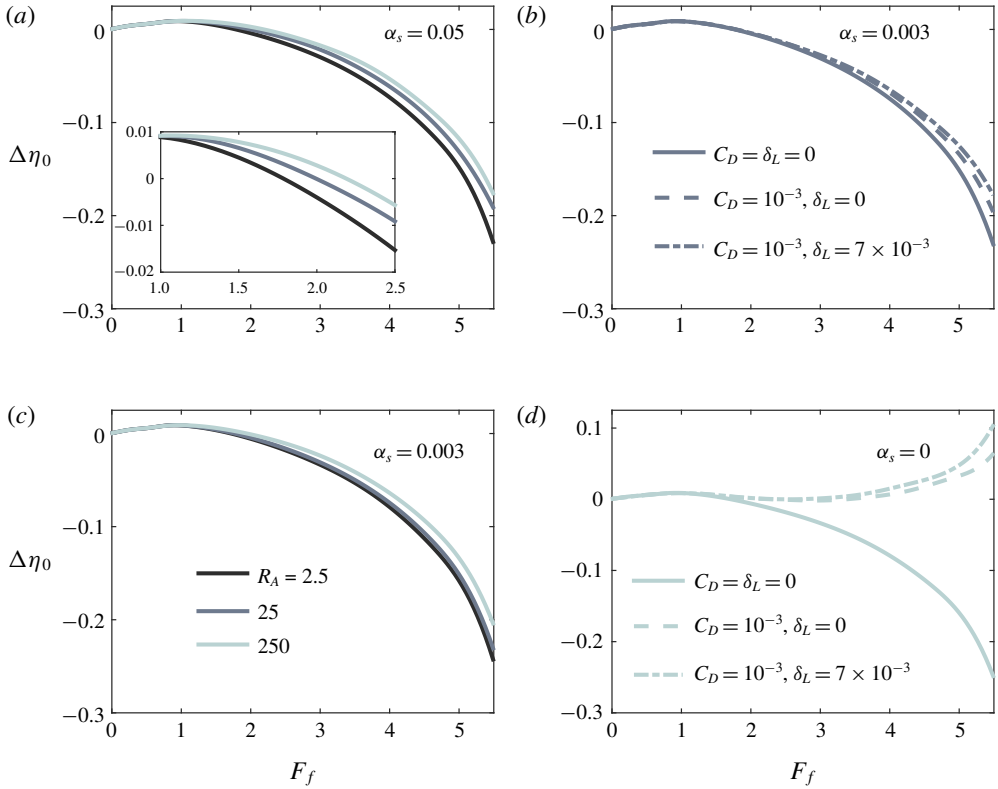 (a)
α_s = 0.05
0
−0.1
−0.2
−0.3
Δη_0
0.010
0
−0.01
−0.02
1.0 1.5 2.0 2.5
0 1 2 3 4 5
(b)
α_s = 0.003
0
−0.1
−0.2
−0.3
C_D = δ_L = 0
C_D = 10^{−3}, δ_L = 0
C_D = 10^{−3}, δ_L = 7 × 10^{−3}
0 1 2 3 4 5
(c)
α_s = 0.003
0
−0.1
−0.2
−0.3
Δη_0
R_A = 2.5
25
250
0 1 2 3 4 5
F_f
(d)
α_s = 0
0.1
0
−0.1
−0.2
−0.3
C_D = δ_L = 0
C_D = 10^{−3}, δ_L = 0
C_D = 10^{−3}, δ_L = 7 × 10^{−3}
0 1 2 3 4 5
F_f